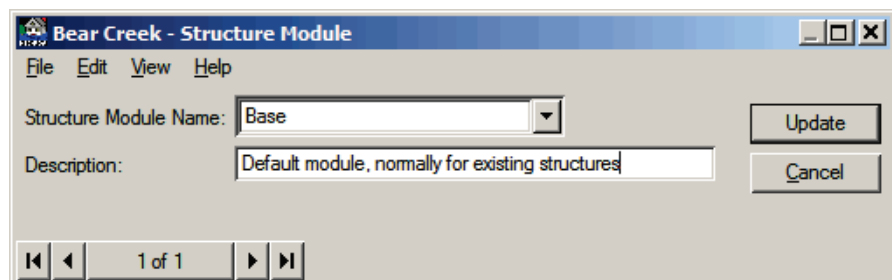 Bear Creek - Structure Module
File Edit View Help
Structure Module Name: Base
Update
Description: Default module, normally for existing structures
Cancel
1 of 1